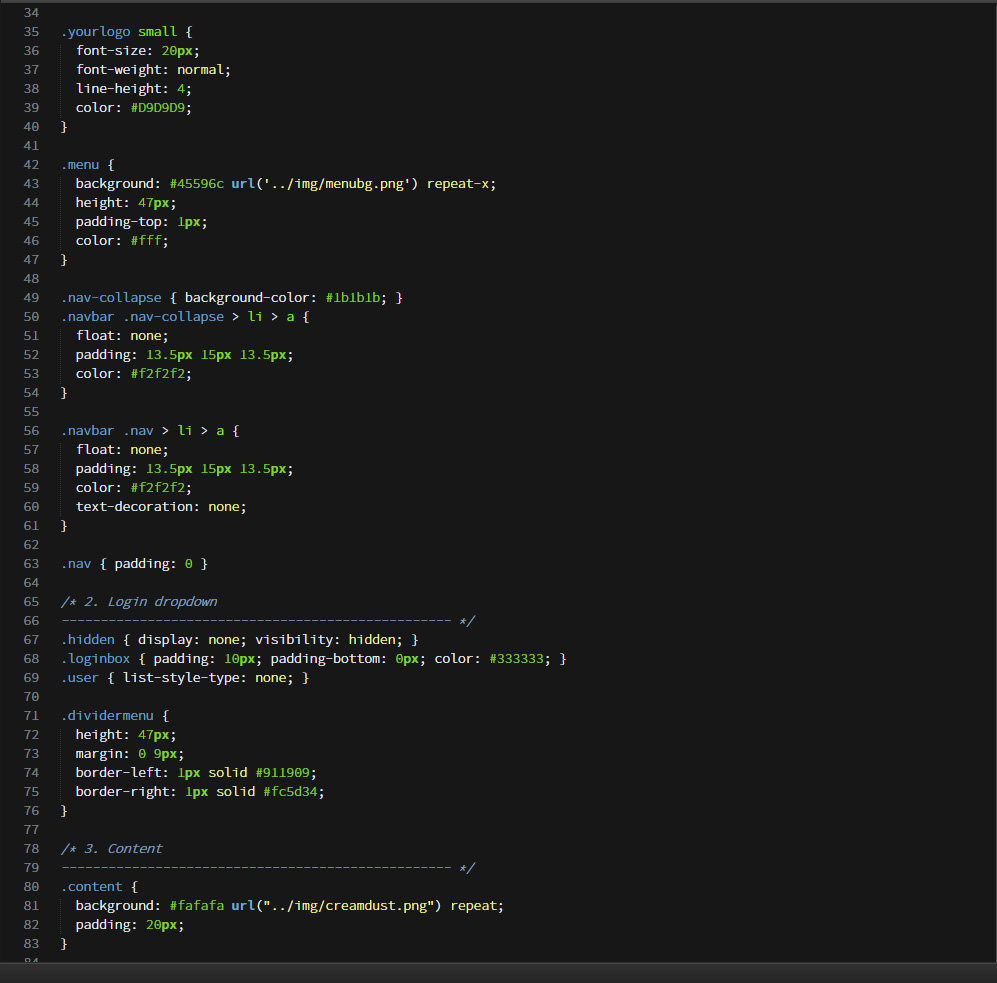 34
35 .yourlogo small {
36 font-size: 20px;
37 font-weight: normal;
38 line-height: 4;
39 color: #D9D9D9;
40 }
41
42 .menu {
43 background: #45596c url('../img/menubg.png') repeat-x;
44 height: 47px;
45 padding-top: 1px;
46 color: #fff;
47 }
48
49 .nav-collapse { background-color: #1b1b1b; }
50 .navbar .nav-collapse > li > a {
51 float: none;
52 padding: 13.5px 15px 13.5px;
53 color: #f2f2f2;
54 }
55
56 .navbar .nav > li > a {
57 float: none;
58 padding: 13.5px 15px 13.5px;
59 color: #f2f2f2;
60 text-decoration: none;
61 }
62
63 .nav { padding: 0 }
64
65 /* 2. Login dropdown
66 -------------------------------------------------- */
67 .hidden { display: none; visibility: hidden; }
68 .loginbox { padding: 10px; padding-bottom: 0px; color: #333333; }
69 .user { list-style-type: none; }
70
71 .dividermenu {
72 height: 47px;
73 margin: 0 9px;
74 border-left: 1px solid #911909;
75 border-right: 1px solid #fc5d34;
76 }
77
78 /* 3. Content
79 -------------------------------------------------- */
80 .content {
81 background: #fafafa url("../img/creamdust.png") repeat;
82 padding: 20px;
83 }
84